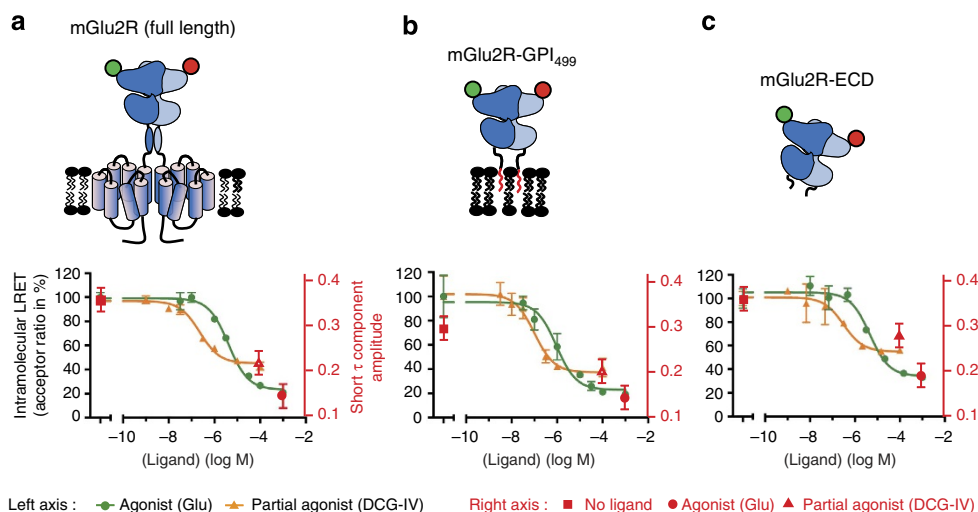 a
mGlu2R (full length)
b
mGlu2R-GPI499
c
mGlu2R-ECD
Intramolecular LRET
(acceptor ratio in %)
120
100
80
60
40
20
0
−10 −8 −6 −4 −2
(Ligand) (log M)
0.4
0.3
0.2
0.1
Short τ component
amplitude
120
100
80
60
40
20
0
−10 −8 −6 −4 −2
(Ligand) (log M)
0.4
0.3
0.2
0.1
120
100
80
60
40
20
0
−10 −8 −6 −4 −2
(Ligand) (log M)
0.4
0.3
0.2
0.1
Left axis : Agonist (Glu) Partial agonist (DCG-IV) Right axis : No ligand Agonist (Glu) Partial agonist (DCG-IV)